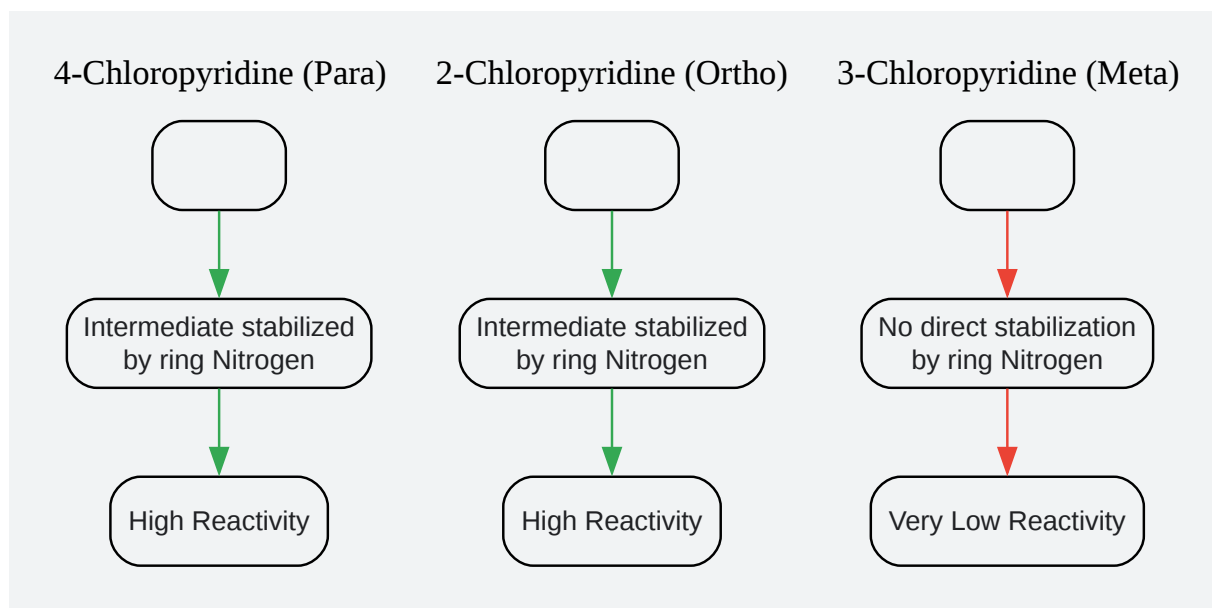 4-Chloropyridine (Para)
2-Chloropyridine (Ortho)
3-Chloropyridine (Meta)
Intermediate stabilized
by ring Nitrogen
Intermediate stabilized
by ring Nitrogen
No direct stabilization
by ring Nitrogen
High Reactivity
High Reactivity
Very Low Reactivity